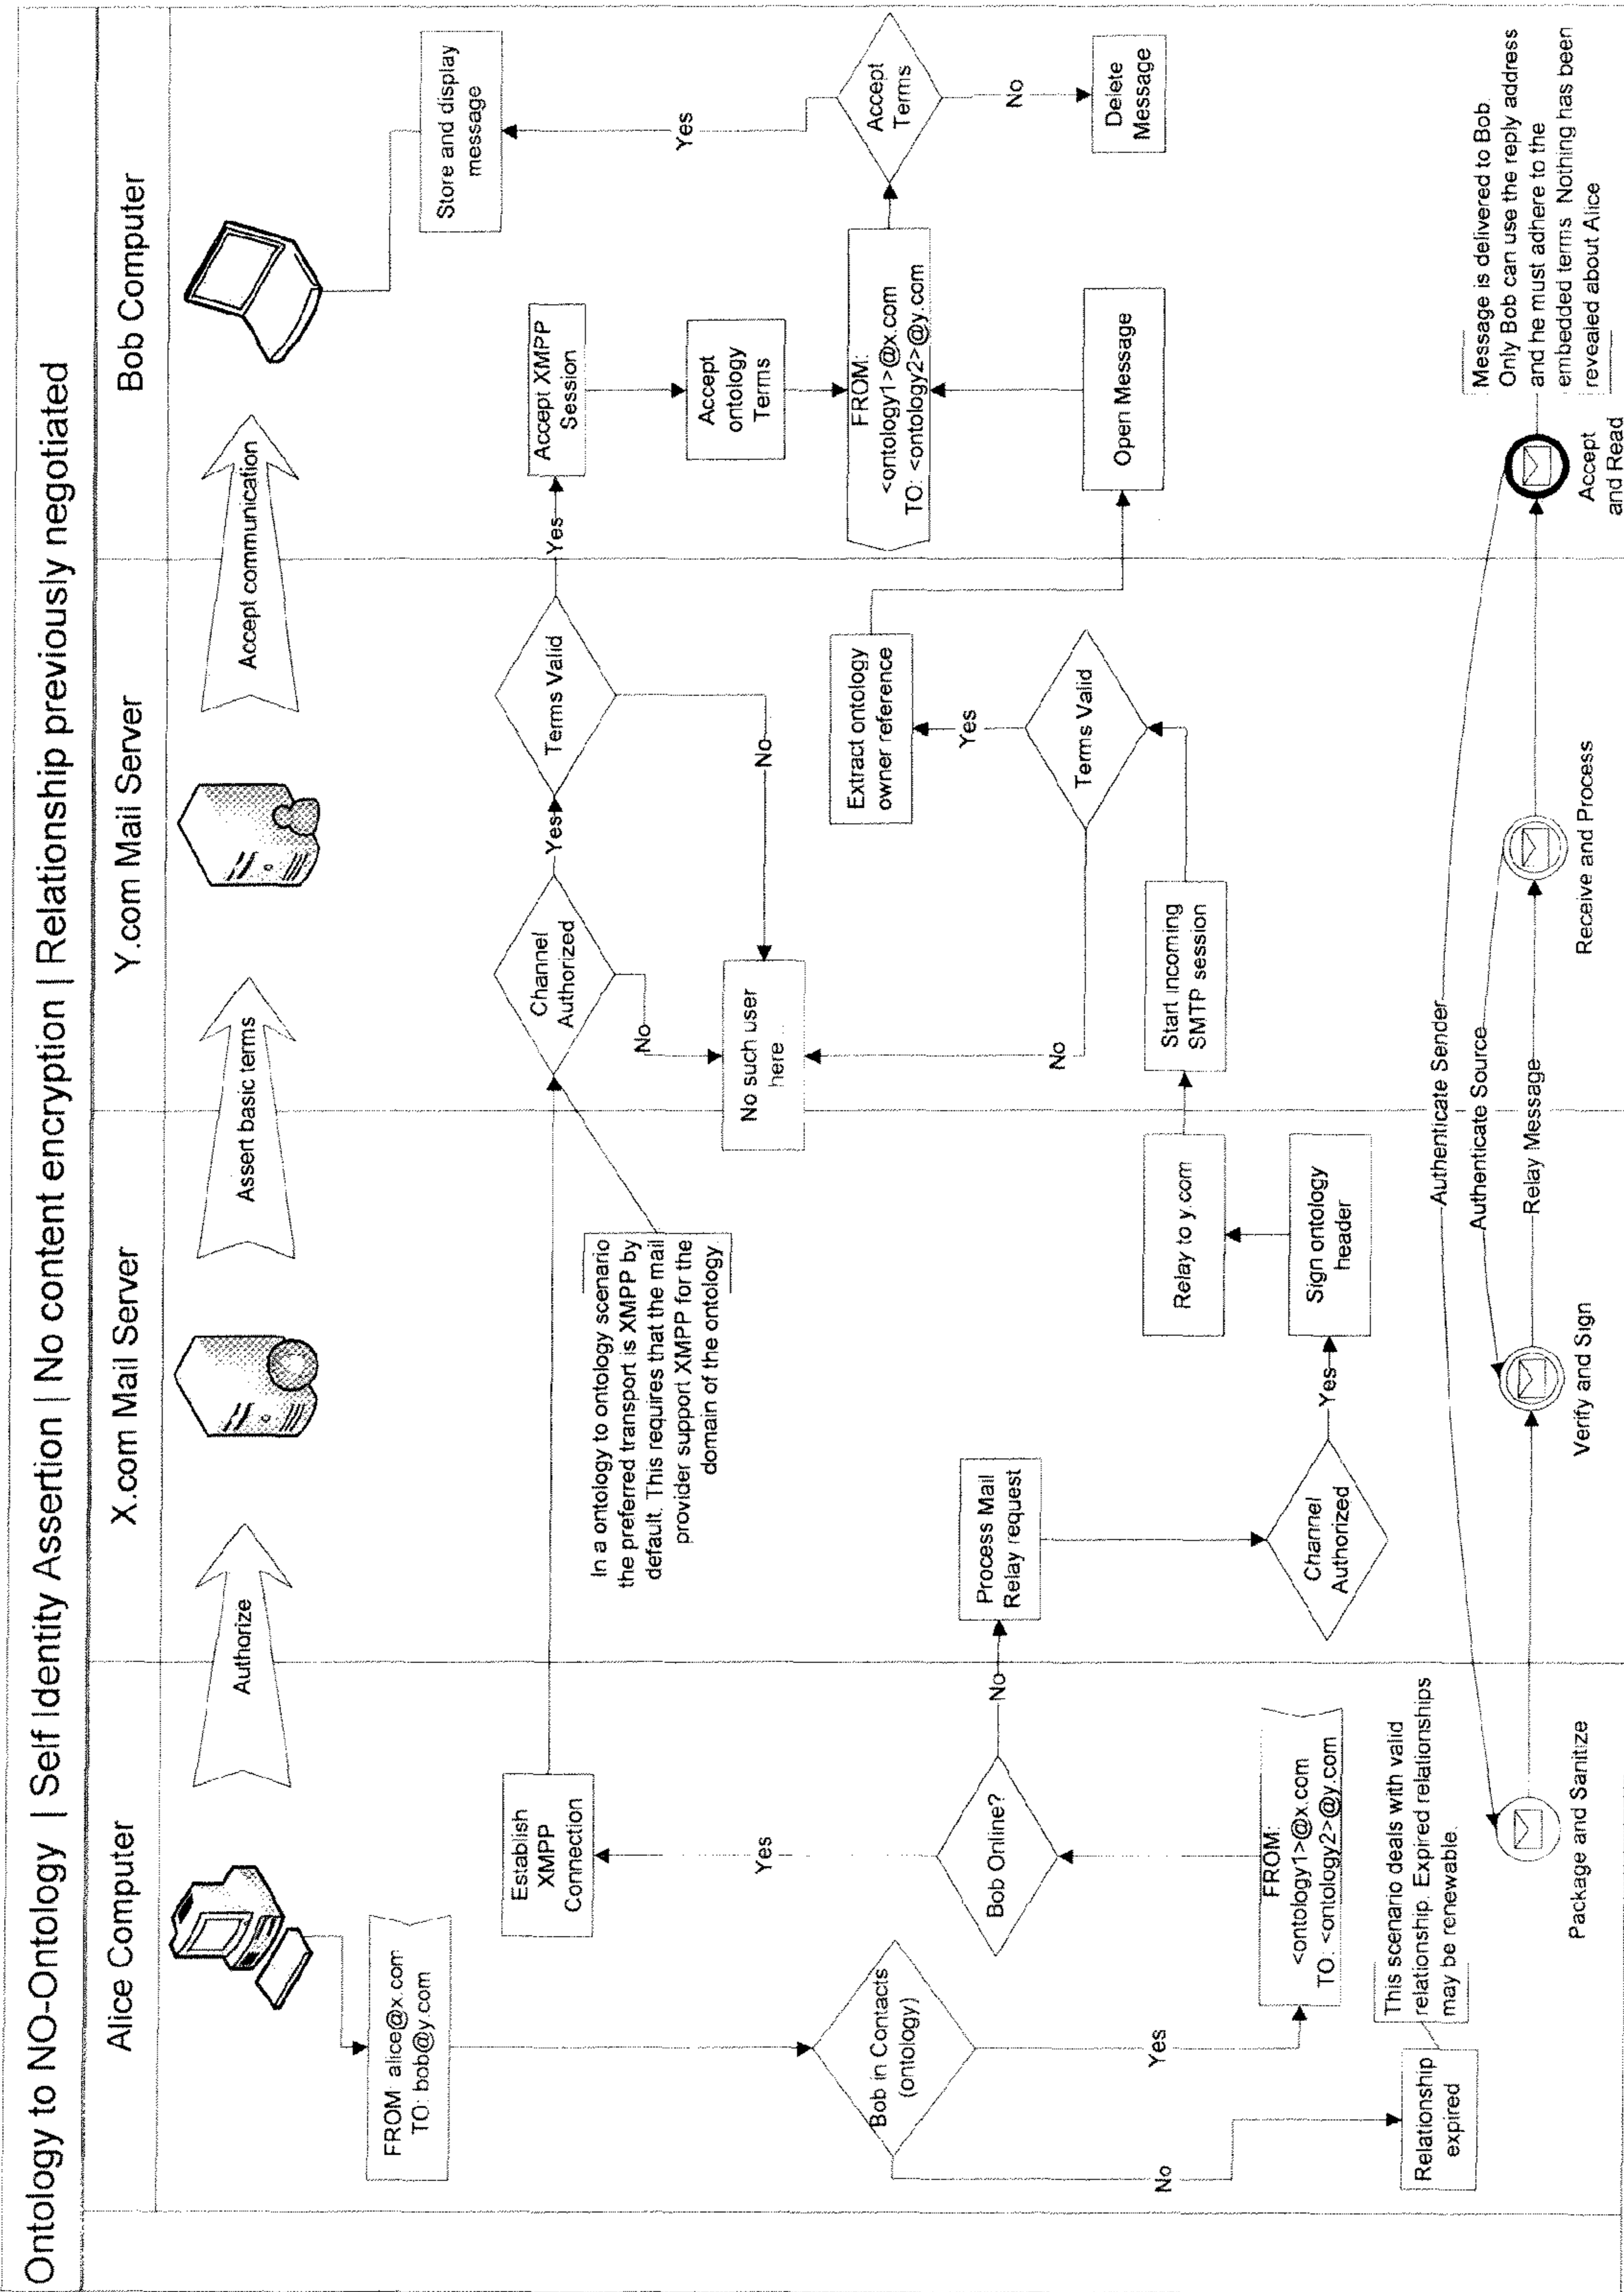 Ontology to NO-Ontology | Self Identity Assertion | No content encryption | Relationship previously negotiated
Alice Computer
X.com Mail Server
Y.com Mail Server
Bob Computer
Authorize
Assert basic terms
Accept communication
FROM: alice@x.com
TO: bob@y.com
Bob in Contacts
(ontology)
No
Yes
Relationship
expired
This scenario deals with valid
relationship. Expired relationships
may be renewable.
FROM:
<ontology1>@x.com
TO: <ontology2>@y.com
Bob Online?
Yes
No
Establish
XMPP
Connection
In a ontology to ontology scenario
the preferred transport is XMPP by
default. This requires that the mail
provider support XMPP for the
domain of the ontology.
Process Mail
Relay request
Channel
Authorized
Yes
Sign ontology
header
Relay to y.com
Channel
Authorized
Yes
No
Terms Valid
Yes
No
No such user
here...
Start incoming
SMTP session
Terms Valid
Yes
No
Extract ontology
owner reference
Accept XMPP
Session
Accept
ontology
Terms
FROM:
<ontology1>@x.com
TO: <ontology2>@y.com
Open Message
Accept
Terms
Yes
No
Store and display
message
Delete
Message
Authenticate Sender
Authenticate Source
Relay Message
Package and Sanitize
Verify and Sign
Receive and Process
Accept
and Read
Message is delivered to Bob.
Only Bob can use the reply address
and he must adhere to the
embedded terms. Nothing has been
revealed about Alice